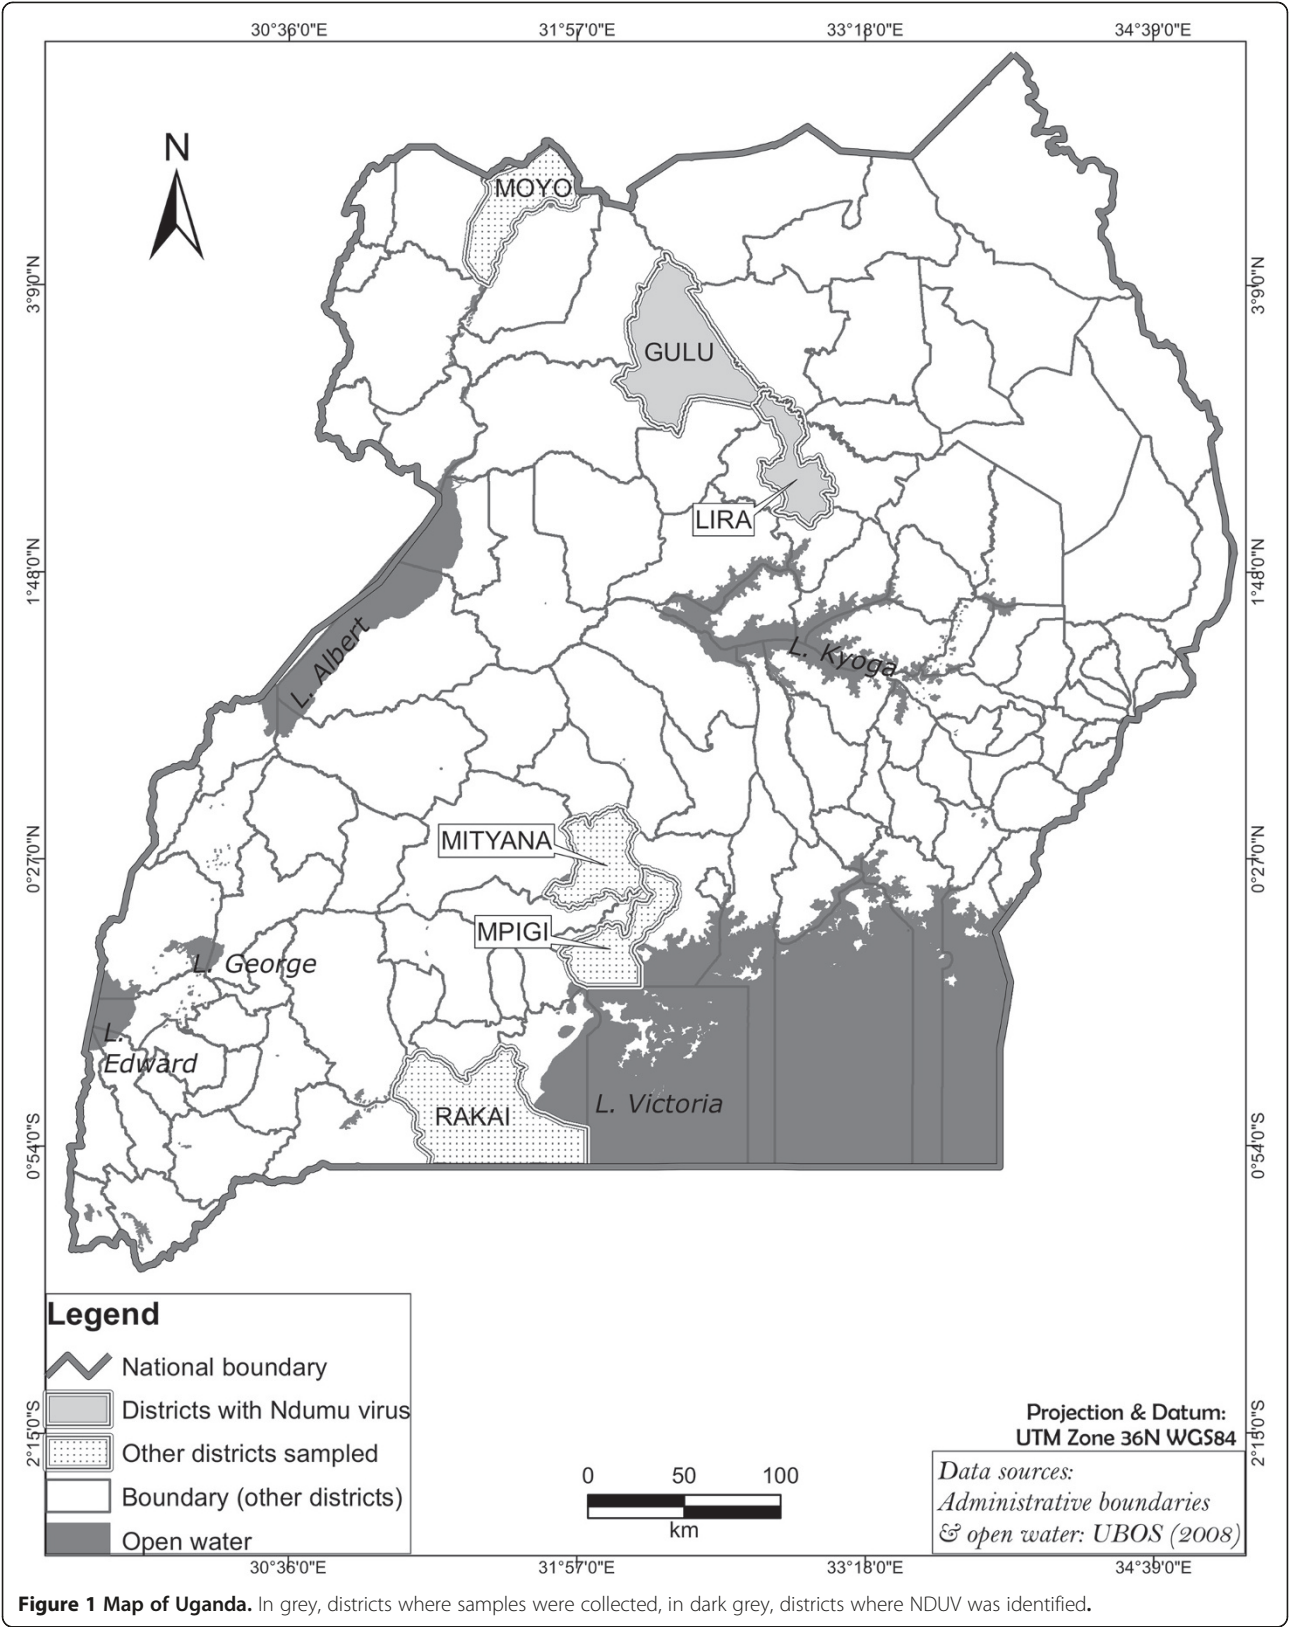 30°36'0"E 31°57'0"E 33°18'0"E 34°39'0"E
N
MOYO
3°9'0"N
3°9'0"N
GULU
LIRA
1°48'0"N
1°48'0"N
L. Albert
L. Kyoga
MITYANA
0°27'0"N
0°27'0"N
MPIGI
L. George
L.
Edward
L. Victoria
RAKAI
0°54'0"S
0°54'0"S
Legend
National boundary
Districts with Ndumu virus
Other districts sampled
Boundary (other districts)
Open water
2°15'0"S
2°15'0"S
0 50 100
km
Projection & Datum:
UTM Zone 36N WGS84
Data sources:
Administrative boundaries
& open water: UBOS (2008)
30°36'0"E 31°57'0"E 33°18'0"E 34°39'0"E
Figure 1 Map of Uganda. In grey, districts where samples were collected, in dark grey, districts where NDUV was identified.